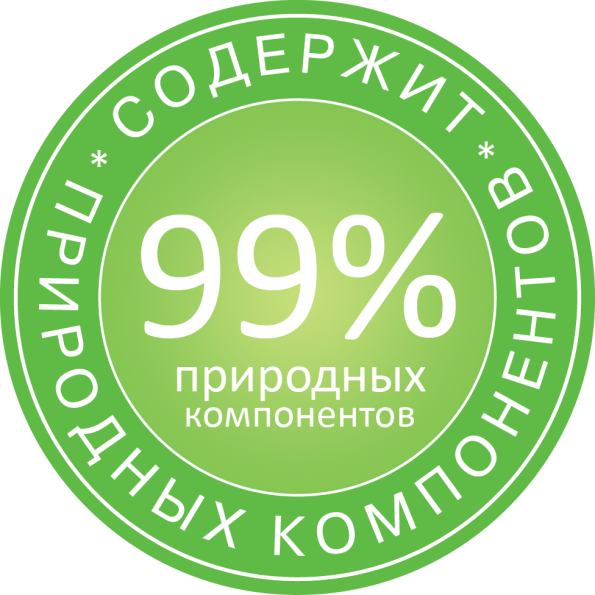 * СОДЕРЖИТ *
ПРИРОДНЫХ КОМПОНЕНТОВ
99%
природных
компонентов